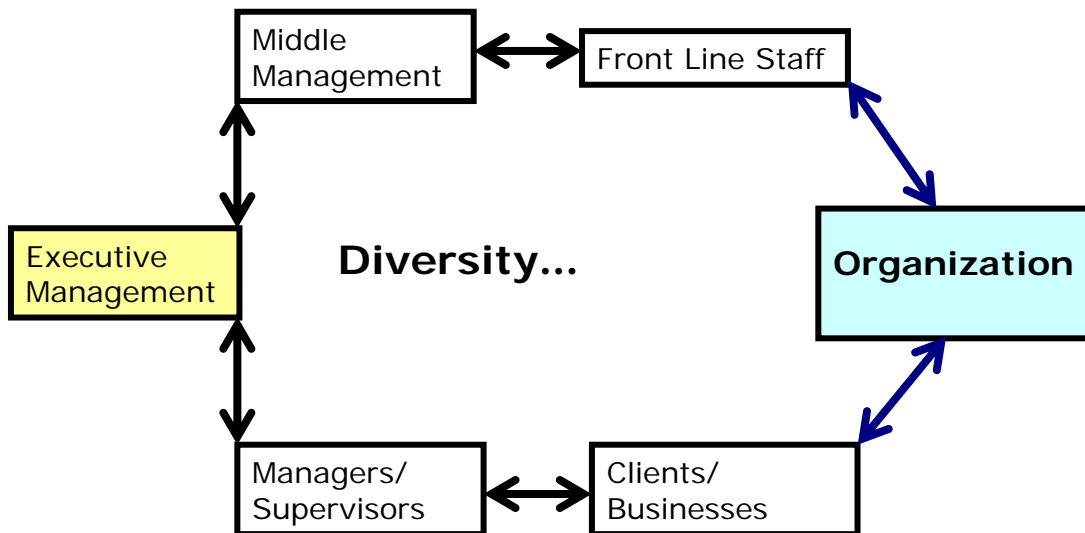 Middle
Management
Front Line Staff
Executive
Management
Diversity...
Organization
Managers/
Supervisors
Clients/
Businesses